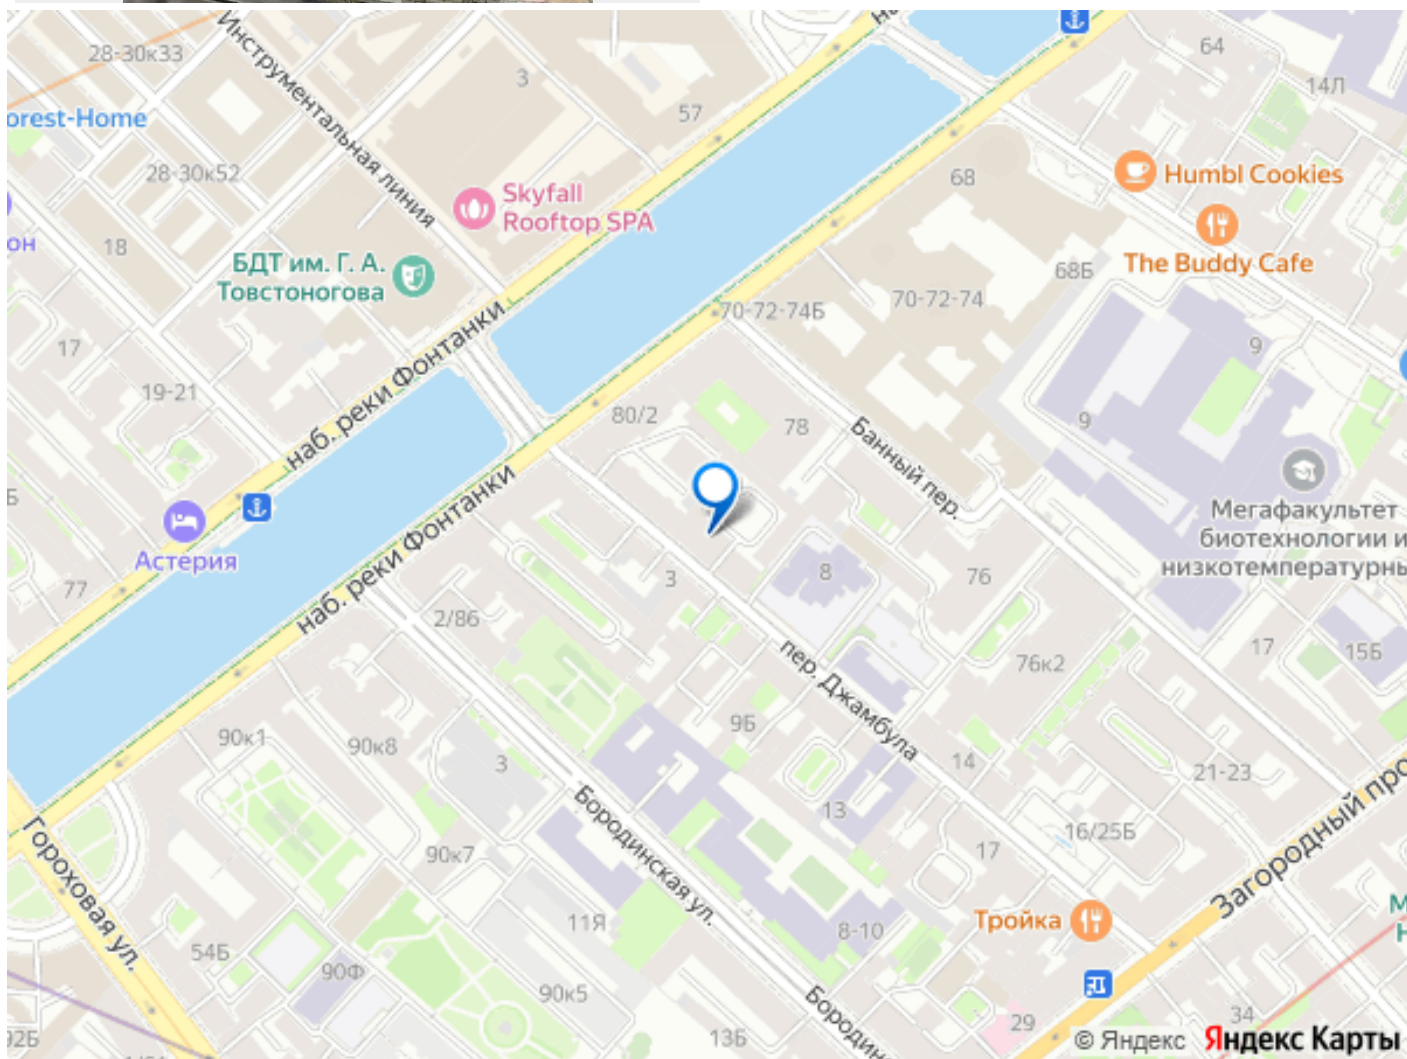 28-30к33
Инструментальная линия
3
57
64
14Л
orest-Home
28-30к52
Skyfall
Rooftop SPA
68
Humbl Cookies
The Buddy Cafe
он
18
БДТ им. Г. А.
Товстоногова
68Б
70-72-74
70-72-74Б
17
19-21
наб. реки Фонтанки
80/2
78
9
9
Банный пер.
Астерия
наб. реки Фонтанки
Мегафакультет
биотехнологии и
низкотемпературны
77
2/86
3
8
76
76к2
17
15Б
пер. Джамбула
9Б
90к1
90к8
3
14
21-23
13
Гороховая ул.
90к7
Бородинская ул.
17
16/25Б
Загородный про
11Я
8-10
Тройка
М
Н
54Б
90Ф
90к5
Бородин
13Б
29
34
92Б
© Яндекс Яндекс Карты